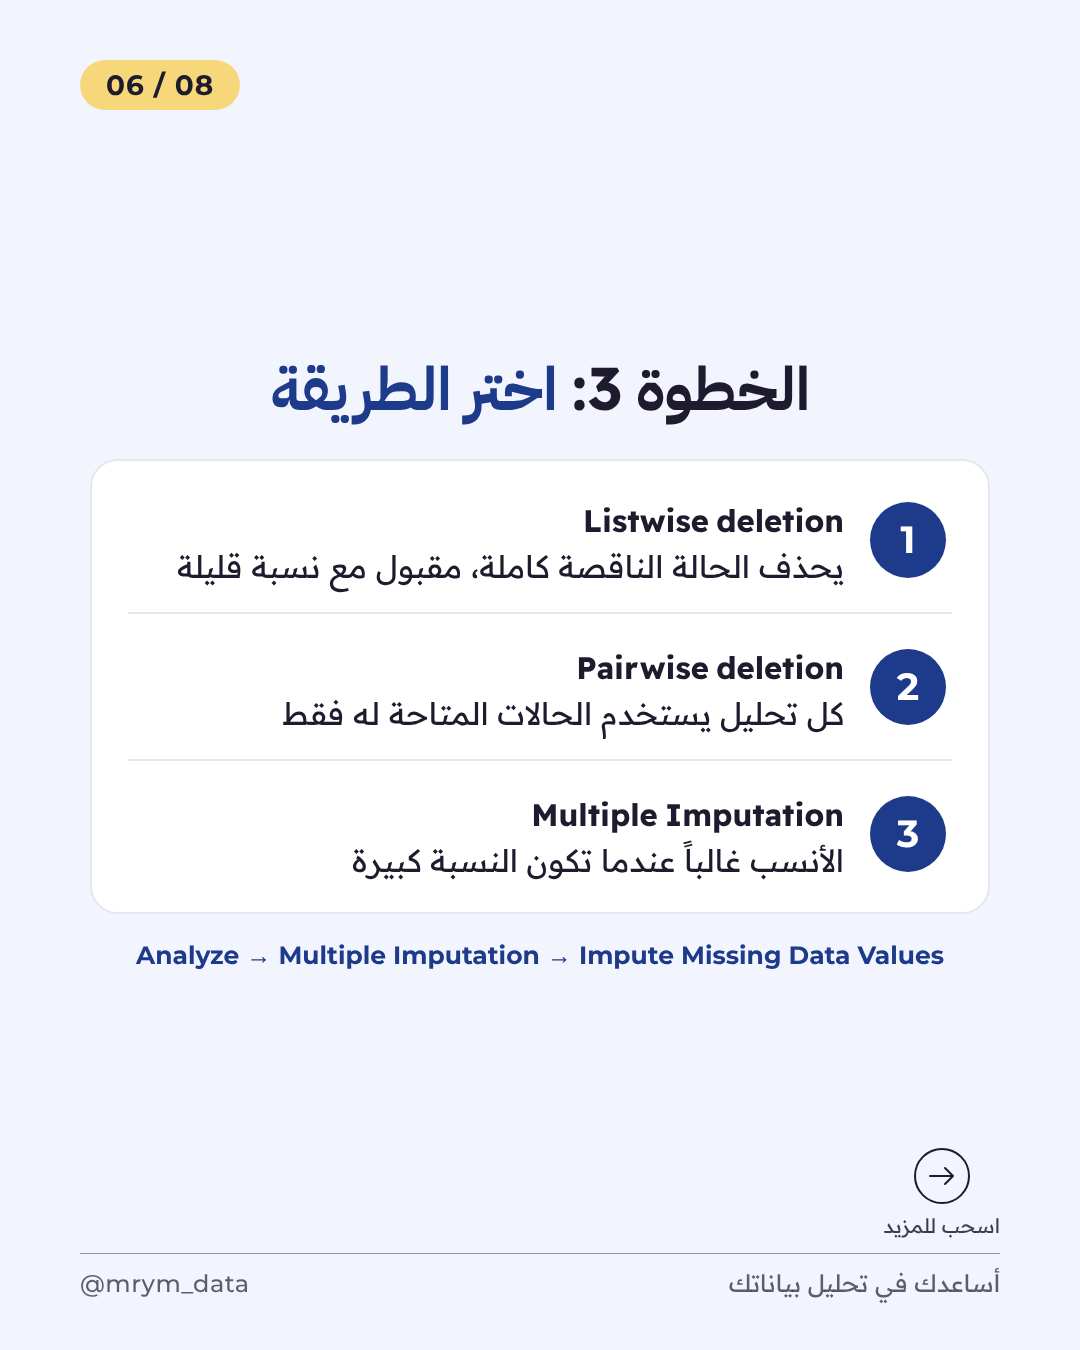 06 / 08
الخطوة 3: اختر الطريقة
1
Listwise deletion
يحذف الحالة الناقصة كاملة، مقبول مع نسبة قليلة
2
Pairwise deletion
كل تحليل يستخدم الحالات المتاحة له فقط
3
Multiple Imputation
الأنسب غالباً عندما تكون النسبة كبيرة
Analyze → Multiple Imputation → Impute Missing Data Values
اسحب للمزيد
أساعدك في تحليل بياناتك
@mrym_data